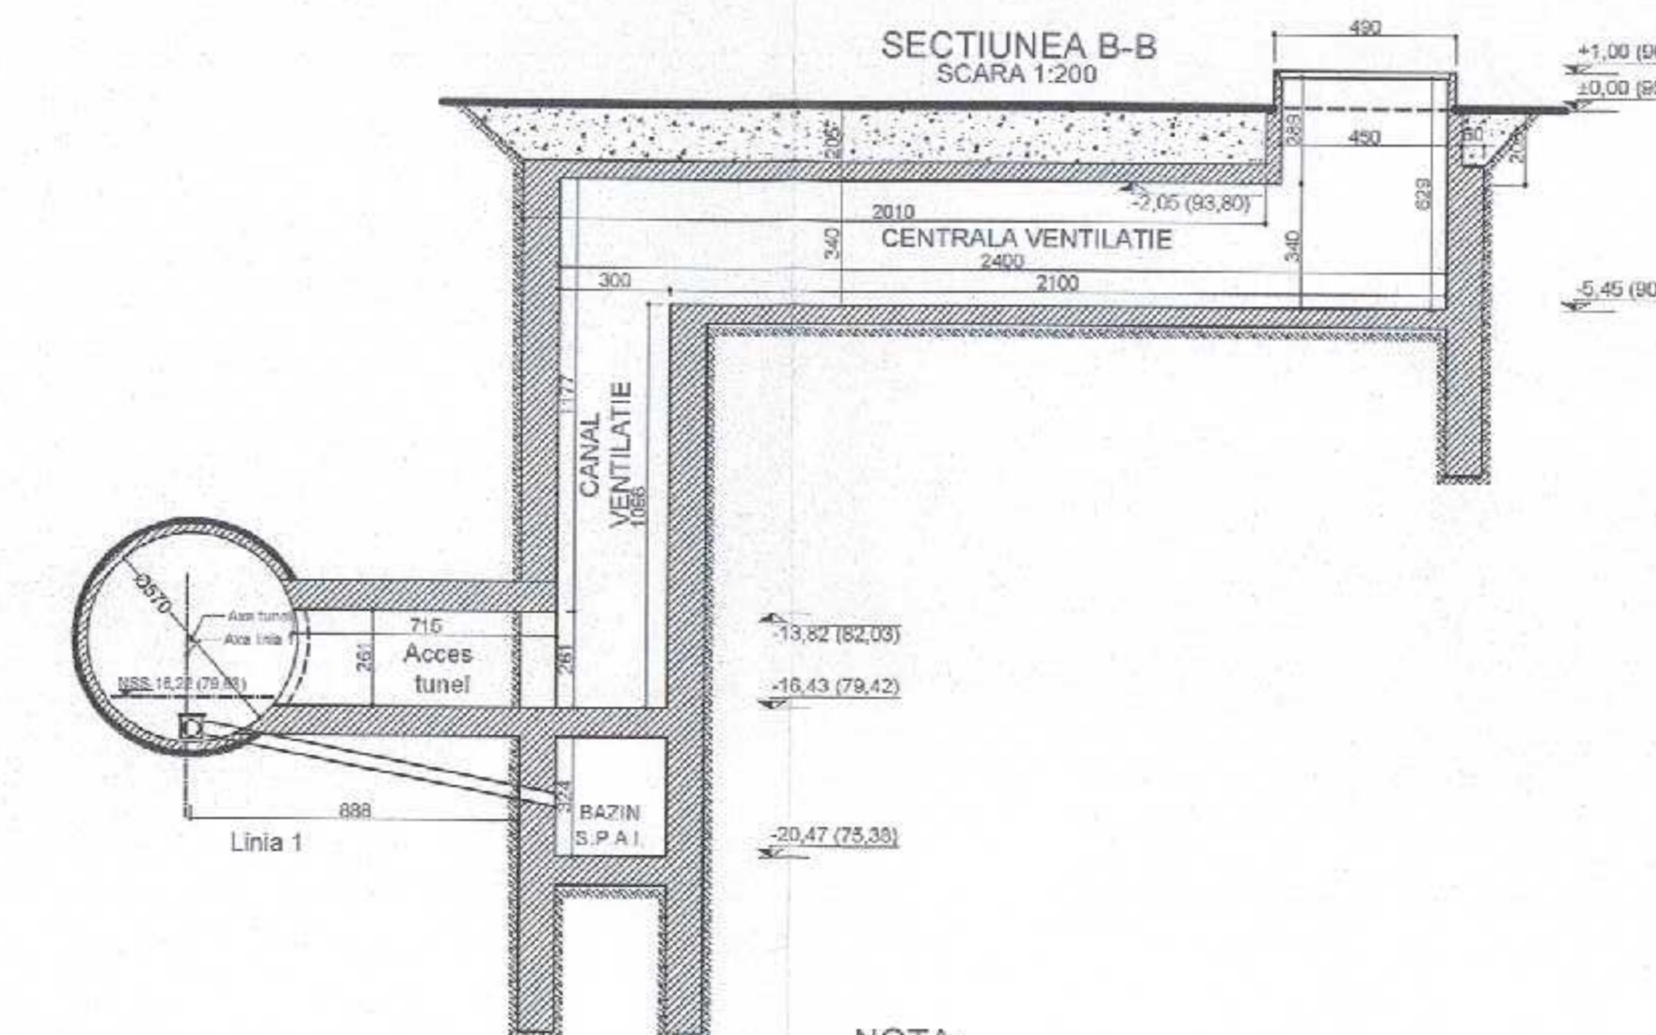 SECTIUNEA B-B
SCARA 1:200
490
+1,00
±0,00
205
289
450
-2,05 (93,80)
629
2010
CENTRALA VENTILATIE
340
340
2400
300
2100
-5,45
1177
CANAL
VENTILATIE
Ø570
Axa tunel
Axa linia 1
715
261
Acces
tunel
261
-13,82 (82,03)
-16,43 (79,42)
324
BAZIN
S.P.A.I.
-20,47 (75,38)
888
Linia 1